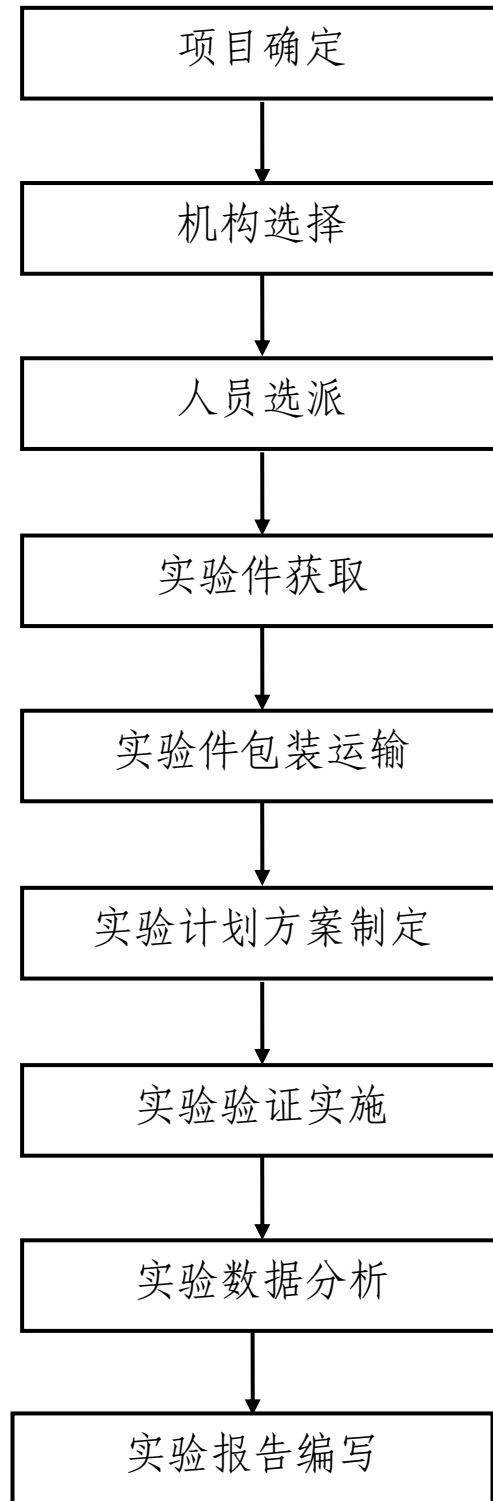 项目确定
机构选择
人员选派
实验件获取
实验件包装运输
实验计划方案制定
实验验证实施
实验数据分析
实验报告编写